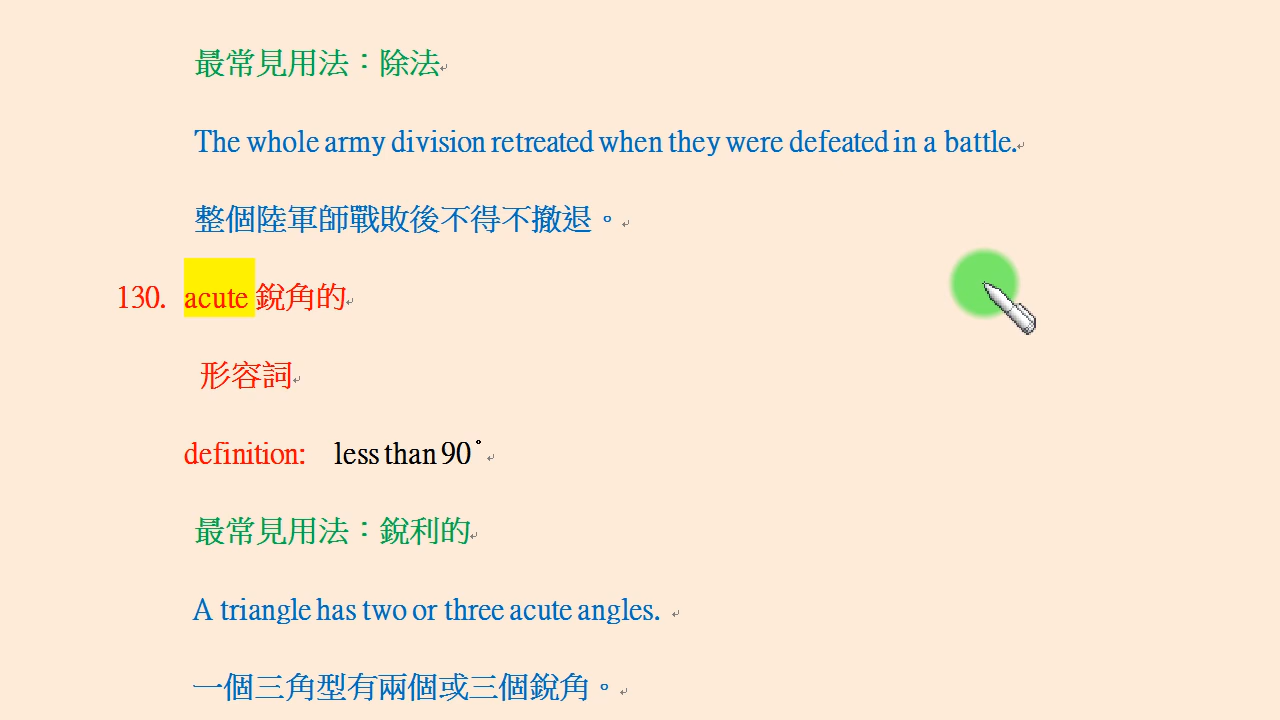 最常見用法：除法
The whole army division retreated when they were defeated in a battle.
整個陸軍師戰敗後不得不撤退。
130. acute 銳角的
形容詞
definition: less than 90°
最常見用法：銳利的
A triangle has two or three acute angles.
一個三角型有兩個或三個銳角。